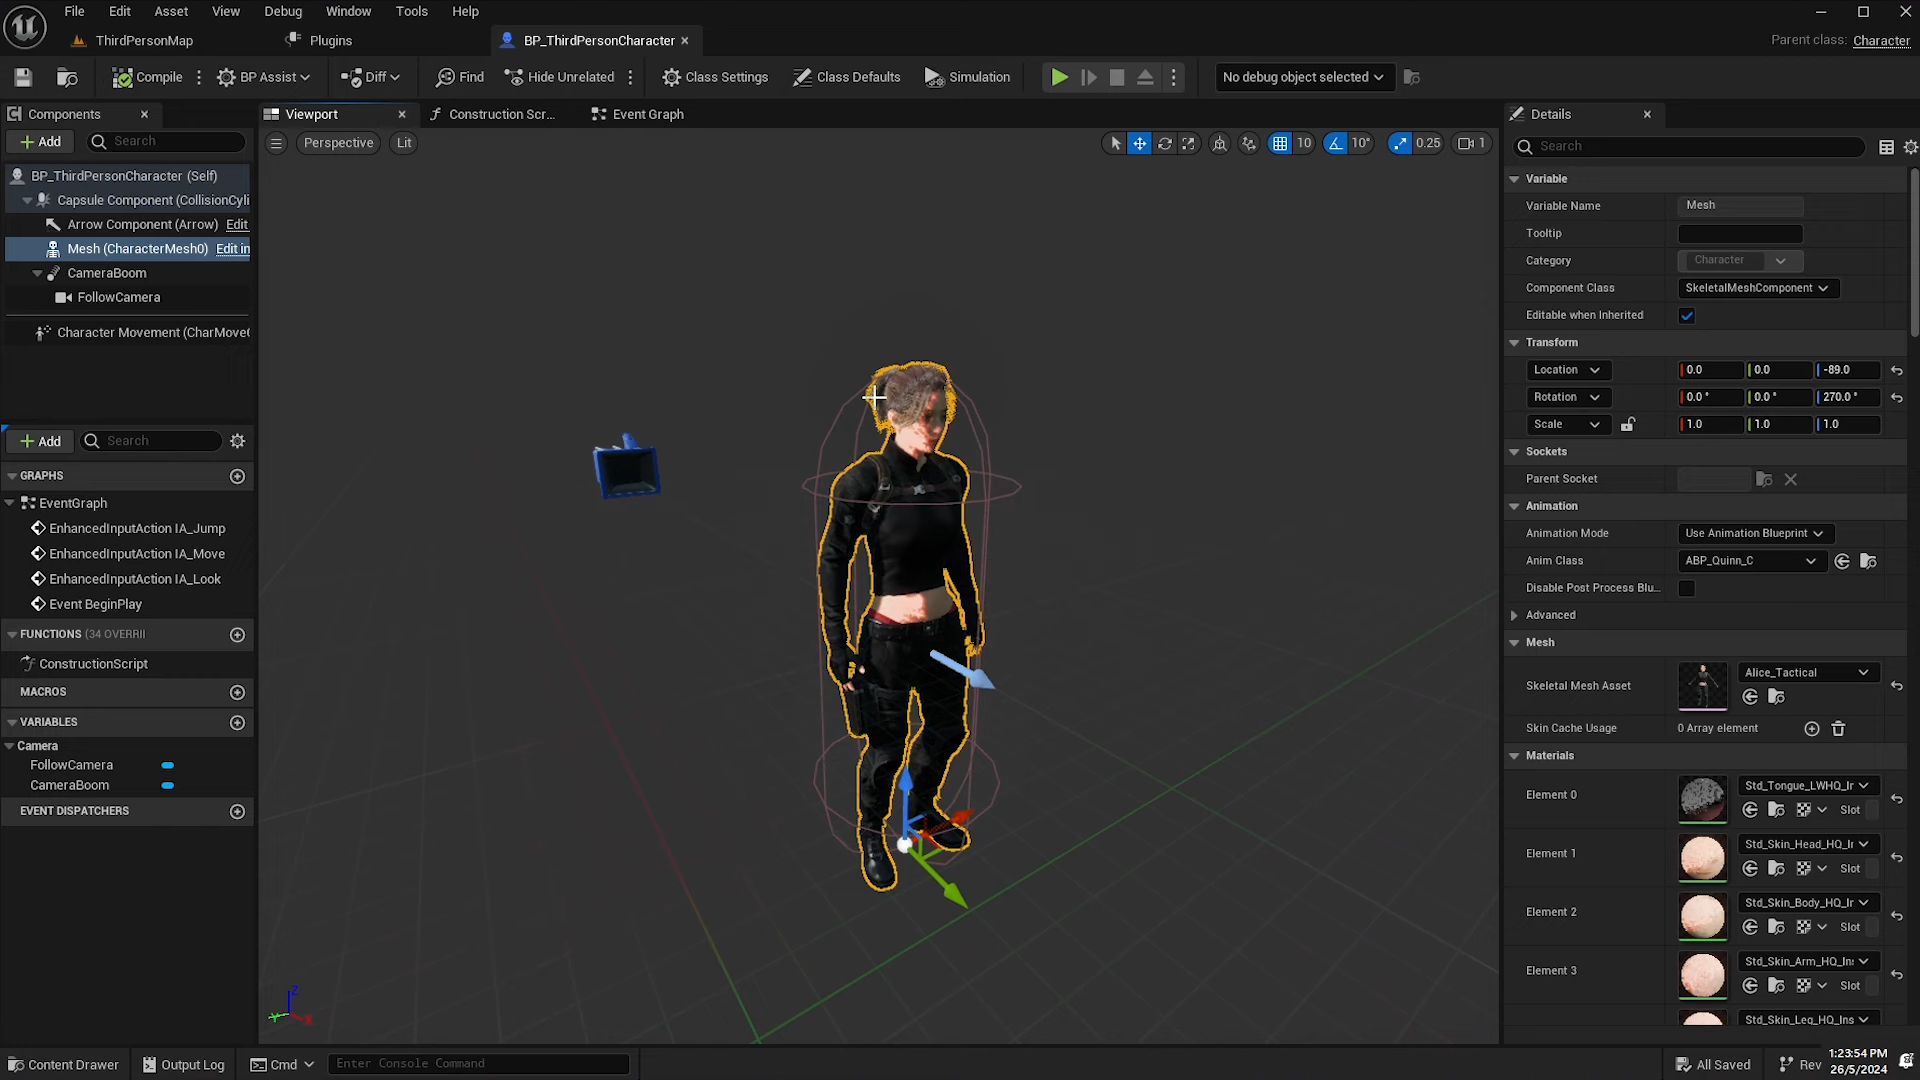 File Edit Asset View Debug Window Tools Help
ThirdPersonMap Plugins BP_ThirdPersonCharacter
Parent class: Character
Compile BP Assist Diff Find Hide Unrelated Class Settings Class Defaults Simulation No debug object selected
Components
Add Search
BP_ThirdPersonCharacter (Self)
Capsule Component (CollisionCyli
Arrow Component (Arrow) Edit
Mesh (CharacterMesh0) Edit in
CameraBoom
FollowCamera
Character Movement (CharMove
Add Search
GRAPHS
EventGraph
EnhancedInputAction IA_Jump
EnhancedInputAction IA_Move
EnhancedInputAction IA_Look
Event BeginPlay
FUNCTIONS (34 OVERRI
ConstructionScript
MACROS
VARIABLES
Camera
FollowCamera
CameraBoom
EVENT DISPATCHERS
Viewport Construction Scr... Event Graph
Perspective Lit
10 10° 0.25 1
Z
X
Details
Search
Variable
Variable Name Mesh
Tooltip
Category Character
Component Class SkeletalMeshComponent
Editable when Inherited
Transform
Location 0.0 0.0 -89.0
Rotation 0.0 ° 0.0 ° 270.0 °
Scale 1.0 1.0 1.0
Sockets
Parent Socket
Animation
Animation Mode Use Animation Blueprint
Anim Class ABP_Quinn_C
Disable Post Process Blu...
Advanced
Mesh
Skeletal Mesh Asset Alice_Tactical
Skin Cache Usage 0 Array element
Materials
Element 0 Std_Tongue_LWHQ_Ir
Slot
Element 1 Std_Skin_Head_HQ_Ir
Slot
Element 2 Std_Skin_Body_HQ_Ir
Slot
Element 3 Std_Skin_Arm_HQ_Ins
Slot
Std_Skin_Leg_HQ_Ins
Content Drawer Output Log Cmd Enter Console Command
All Saved Rev
1:23:54 PM
26/5/2024